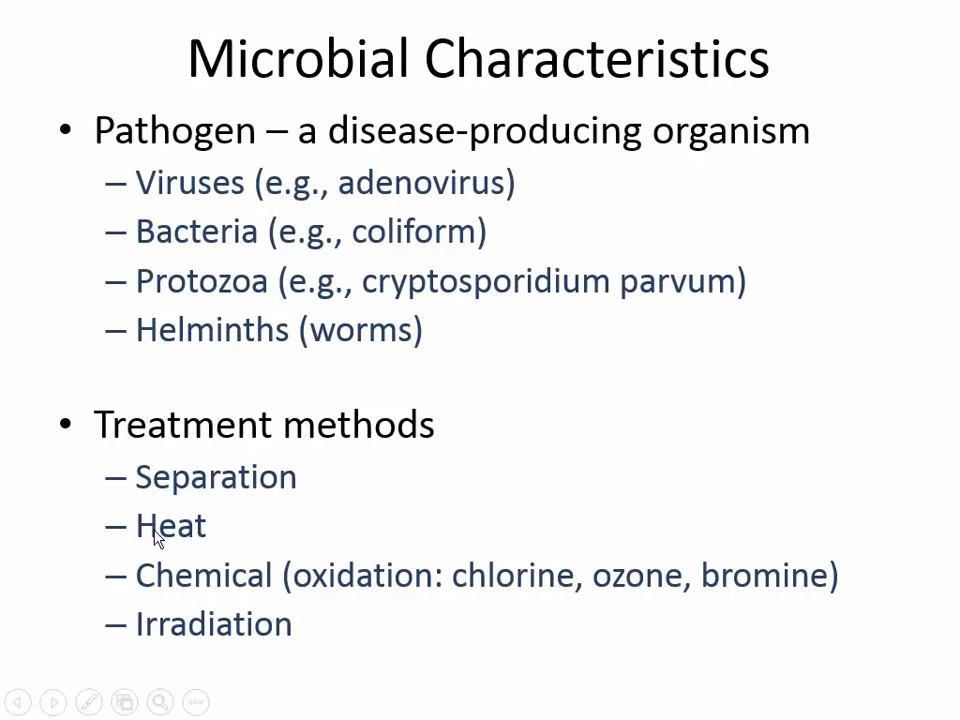 Microbial Characteristics
• Pathogen – a disease-producing organism
– Viruses (e.g., adenovirus)
– Bacteria (e.g., coliform)
– Protozoa (e.g., cryptosporidium parvum)
– Helminths (worms)
• Treatment methods
– Separation
– Heat
– Chemical (oxidation: chlorine, ozone, bromine)
– Irradiation